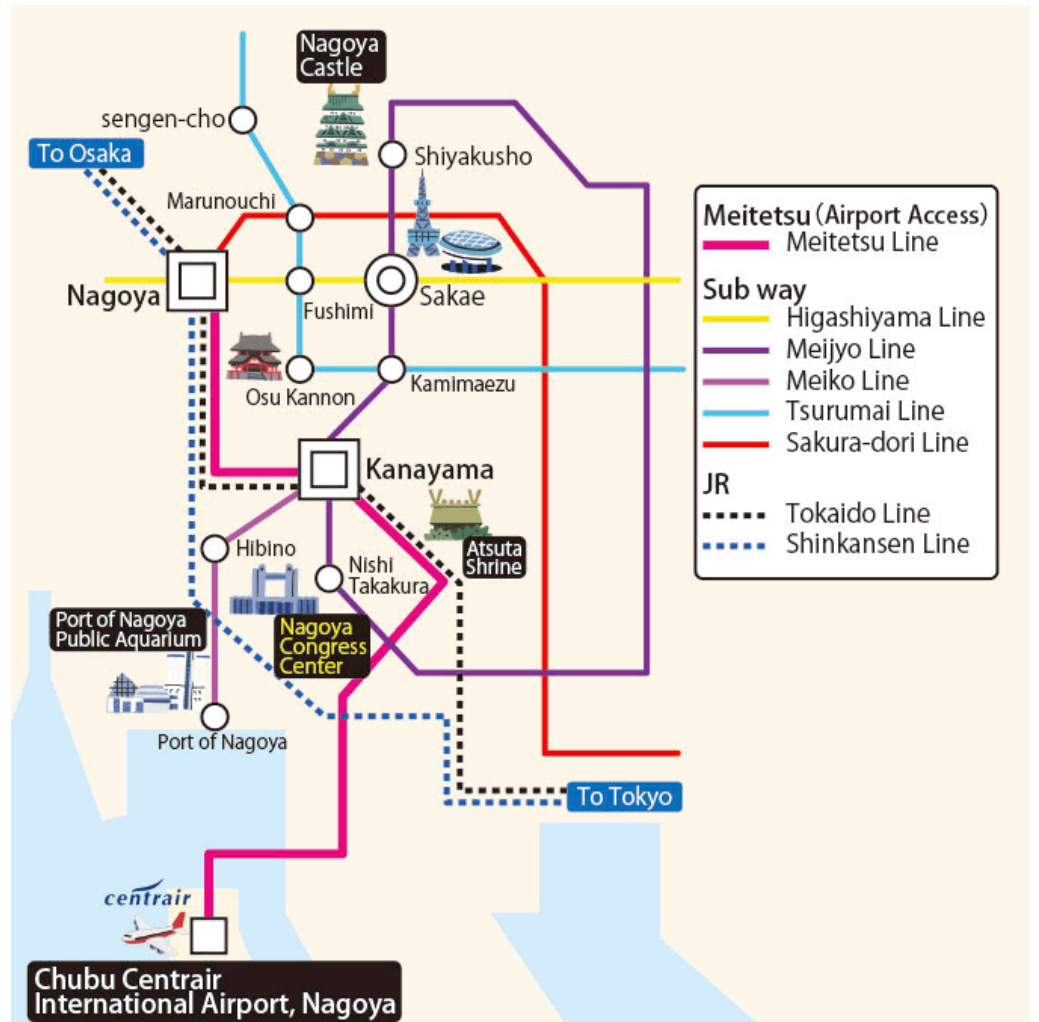 Nagoya
Castle
sengen-cho
To Osaka
Shiyakusho
Marunouchi
Nagoya
Fushimi
Sakae
Osu Kannon
Kamimaezu
Kanayama
Hibino
Atsuta
Shrine
Nishi
Takakura
Port of Nagoya
Public Aquarium
Nagoya
Congress
Center
Port of Nagoya
To Tokyo
centrair
Chubu Centrair
International Airport, Nagoya
Meitetsu (Airport Access)
Meitetsu Line
Sub way
Higashiyama Line
Meijyo Line
Meiko Line
Tsurumai Line
Sakura-dori Line
JR
Tokaido Line
Shinkansen Line